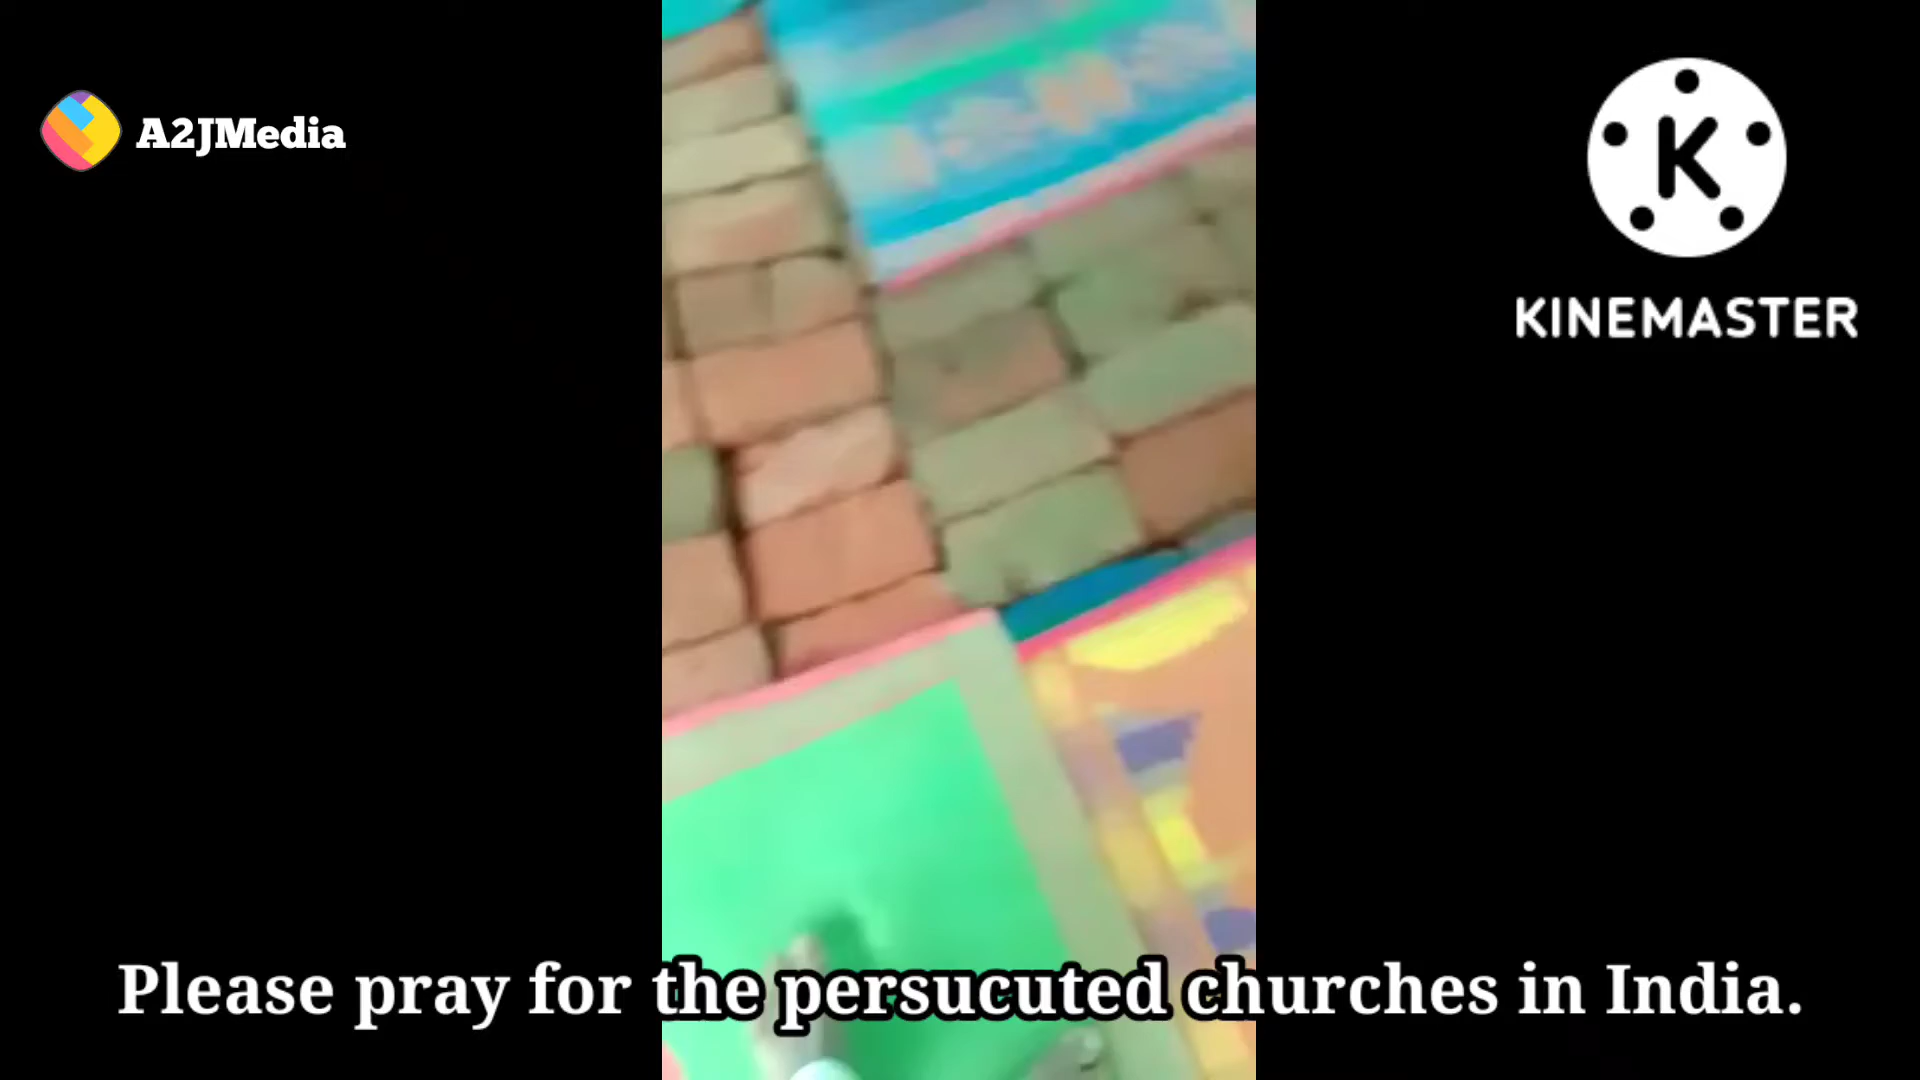 A2JMedia
K
KINEMASTER
Please pray for the persucuted churches in India.